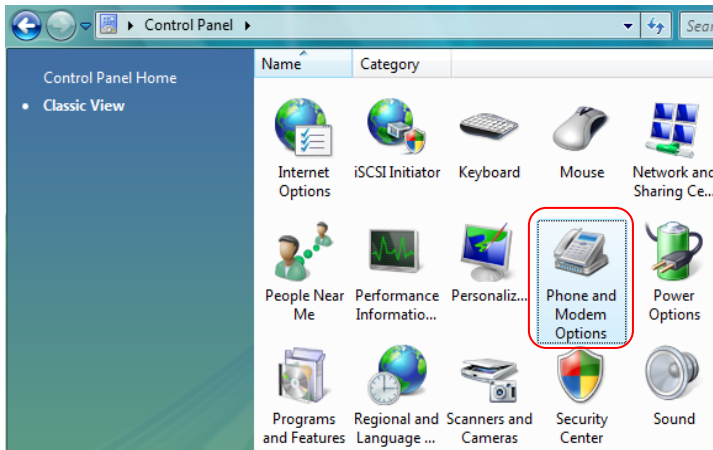 Control Panel
Sear
Control Panel Home
Classic View
Name Category
Internet Options
iSCSI Initiator
Keyboard
Mouse
Network and
Sharing Ce...
People Near
Me
Performance
Informatio...
Personaliz...
Phone and
Modem
Options
Power
Options
Programs
and Features
Regional and
Language ...
Scanners and
Cameras
Security
Center
Sound